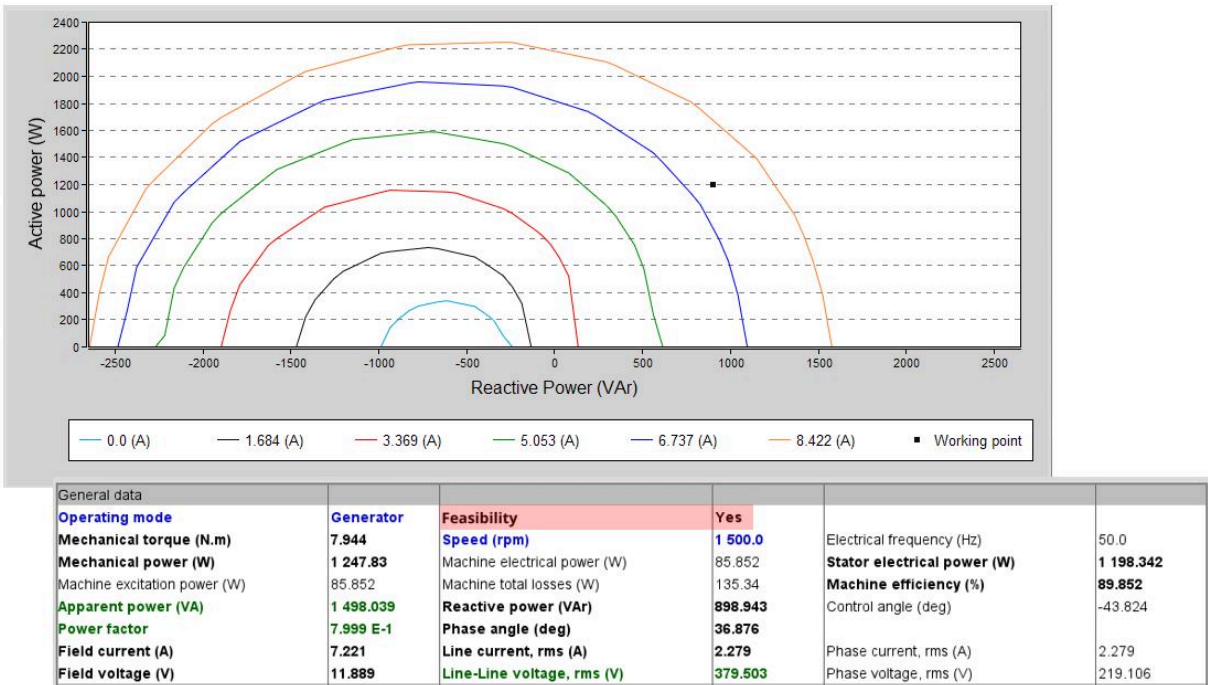 2400
2200
2000
1800
1600
1400
1200
1000
800
600
400
200
0
Active power (W)
-2500 -2000 -1500 -1000 -500 0 500 1000 1500 2000 2500
Reactive Power (VAr)
0.0 (A) 1.684 (A) 3.369 (A) 5.053 (A) 6.737 (A) 8.422 (A) Working point
General data
Operating mode Generator Feasibility Yes
Mechanical torque (N.m) 7.944 Speed (rpm) 1 500.0 Electrical frequency (Hz) 50.0
Mechanical power (W) 1 247.83 Machine electrical power (W) 85.852 Stator electrical power (W) 1 198.342
Machine excitation power (W) 85.852 Machine total losses (W) 135.34 Machine efficiency (%) 89.852
Apparent power (VA) 1 498.039 Reactive power (VAr) 898.943 Control angle (deg) -43.824
Power factor 7.999 E-1 Phase angle (deg) 36.876
Field current (A) 7.221 Line current, rms (A) 2.279 Phase current, rms (A) 2.279
Field voltage (V) 11.889 Line-Line voltage, rms (V) 379.503 Phase voltage, rms (V) 219.106